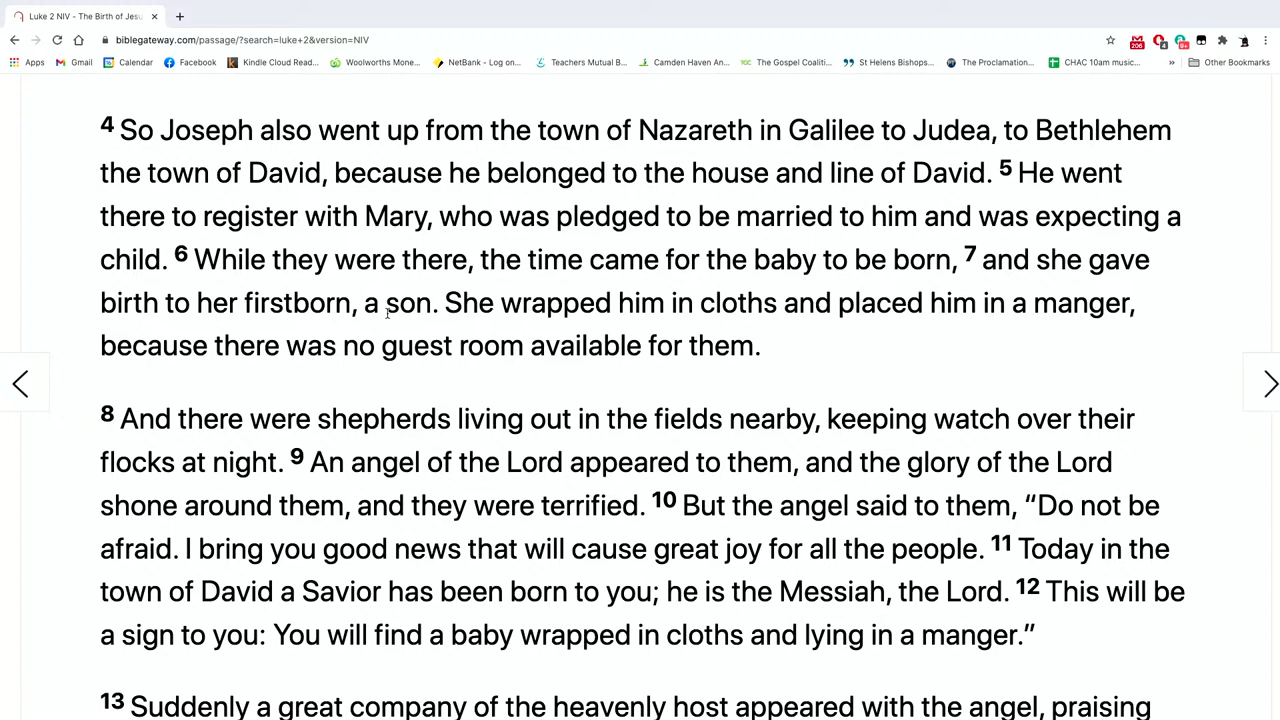 Luke 2 NIV - The Birth of Jesu
biblegateway.com/passage/?search=luke+2&version=NIV
Apps Gmail Calendar Facebook Kindle Cloud Read... Woolworths Mone... NetBank - Log on... Teachers Mutual B... Camden Haven An... TGC The Gospel Coaliti... St Helens Bishops... The Proclamation... CHAC 10am music... » Other Bookmarks
4 So Joseph also went up from the town of Nazareth in Galilee to Judea, to Bethlehem
the town of David, because he belonged to the house and line of David. 5 He went
there to register with Mary, who was pledged to be married to him and was expecting a
child. 6 While they were there, the time came for the baby to be born, 7 and she gave
birth to her firstborn, a son. She wrapped him in cloths and placed him in a manger,
because there was no guest room available for them.
8 And there were shepherds living out in the fields nearby, keeping watch over their
flocks at night. 9 An angel of the Lord appeared to them, and the glory of the Lord
shone around them, and they were terrified. 10 But the angel said to them, “Do not be
afraid. I bring you good news that will cause great joy for all the people. 11 Today in the
town of David a Savior has been born to you; he is the Messiah, the Lord. 12 This will be
a sign to you: You will find a baby wrapped in cloths and lying in a manger.”
13 Suddenly a great company of the heavenly host appeared with the angel, praising